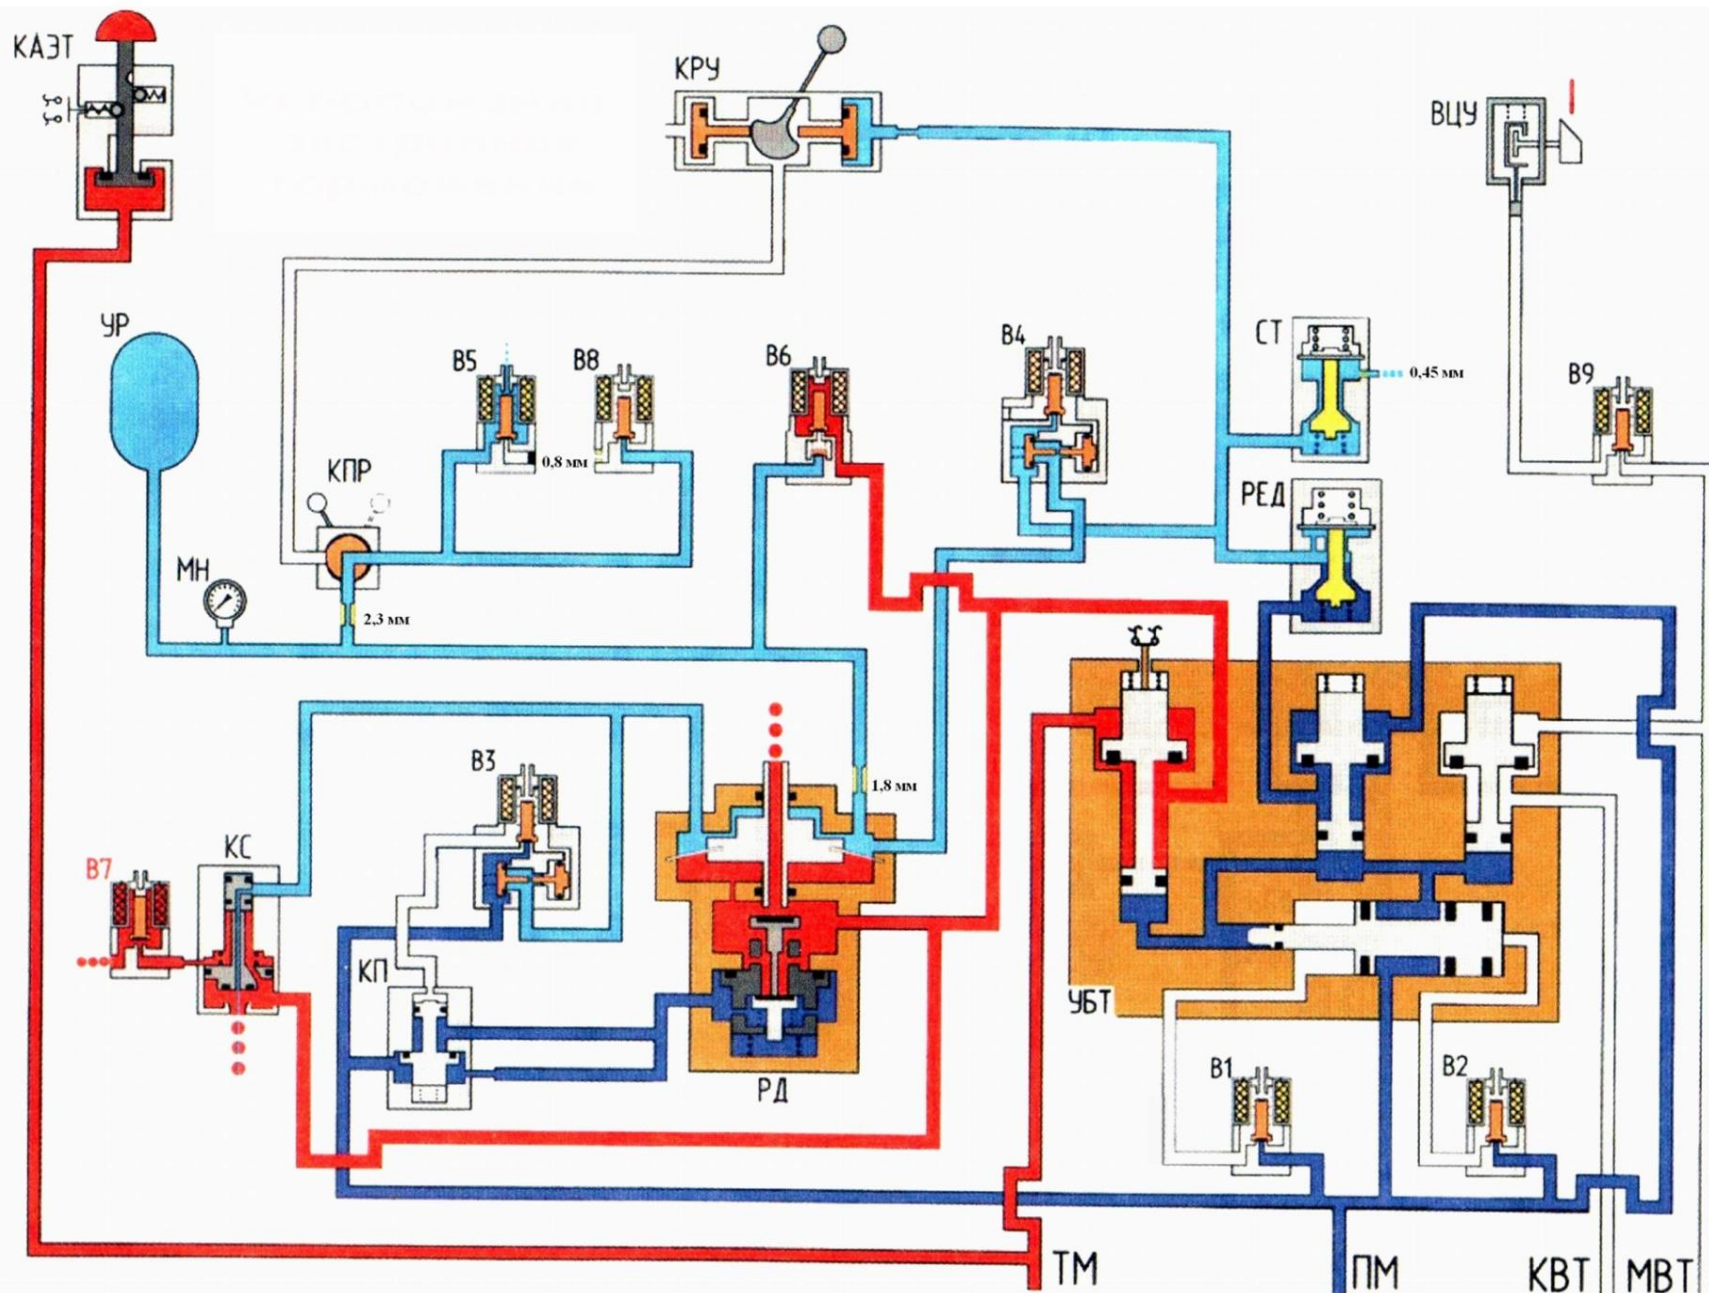 КАЭТ
КРУ
ВЦУ
УР
В5
В8
В6
В4
СТ
0,45 мм
В9
0,8 мм
КПР
РЕД
МН
2,3 мм
В3
1,8 мм
КС
В7
КП
УБТ
РД
В1
В2
ТМ
ПМ
КВТ
МВТ